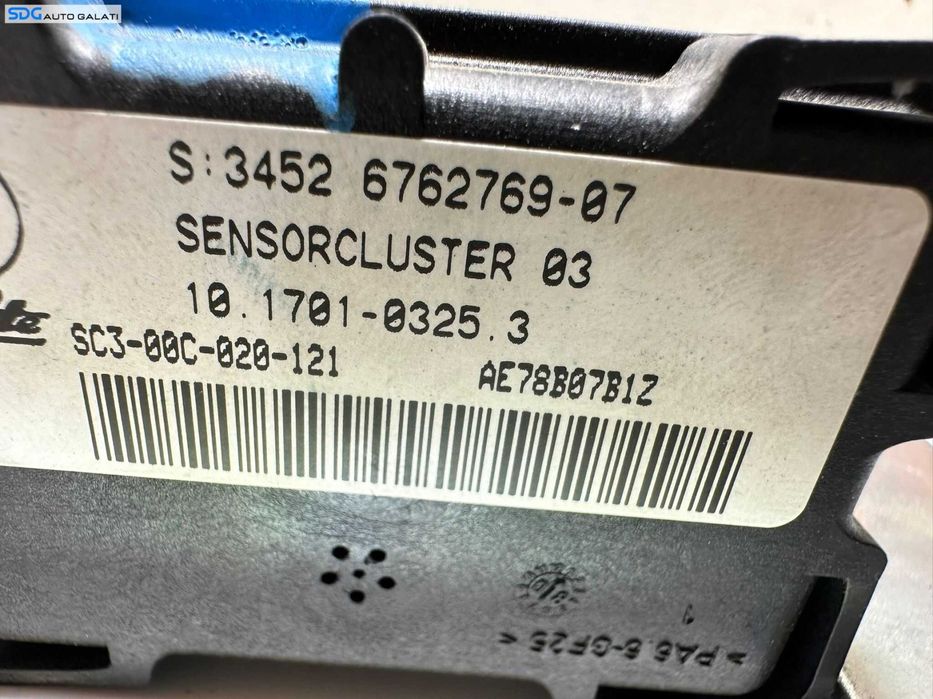 SDG AUTO GALATI
S:3452 6762769-07
SENSORCLUSTER 03
10.1701-0325.3
SC3-00C-020-121
AE78B07B1Z
1
>PA6.6-GF25<